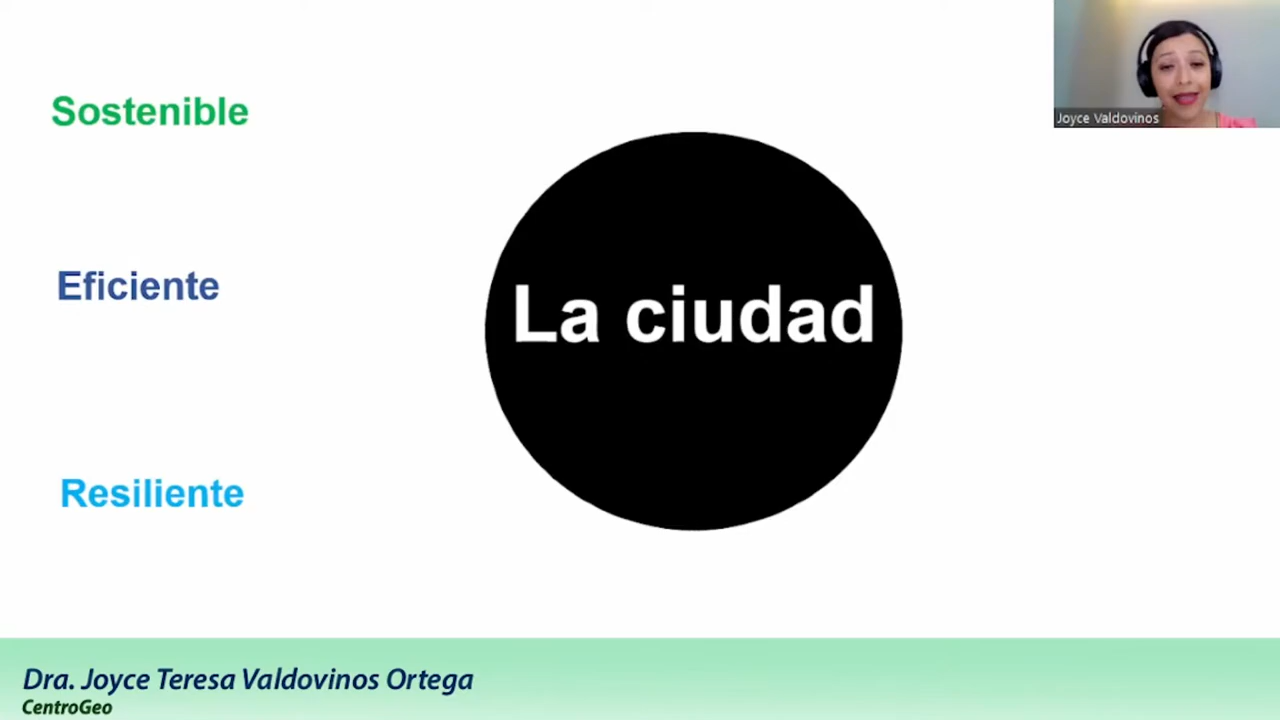 Sostenible
Joyce Valdovinos
Eficiente
La ciudad
Resiliente
Dra. Joyce Teresa Valdovinos Ortega
CentroGeo